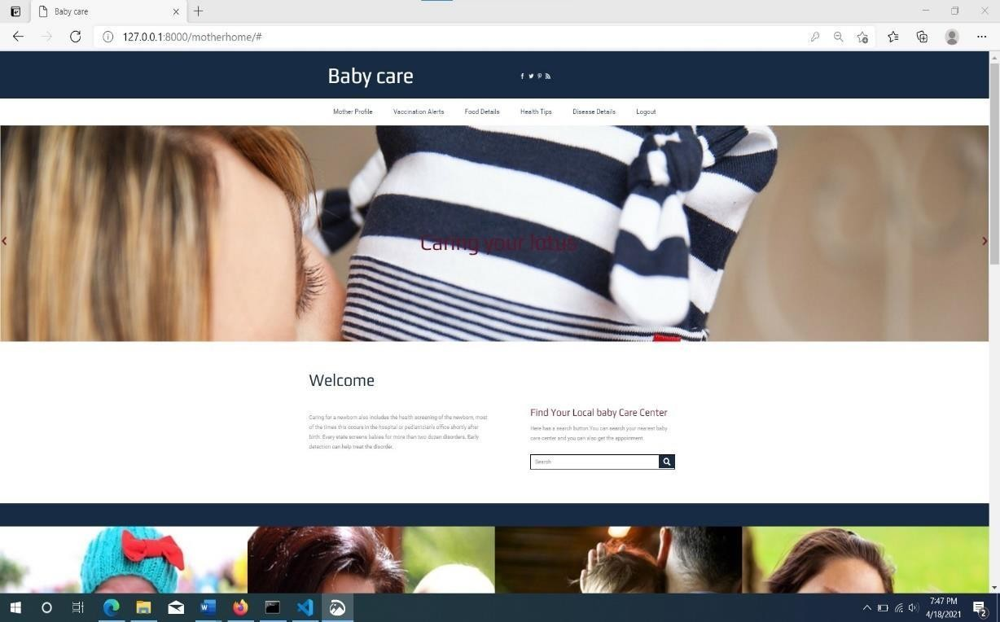 Baby care
127.0.0.1:8000/motherhome/#
Baby care
Mother Profile Vaccination Alerts Food Details Health Tips Disease Details Logout
Caring your lotus
Welcome
Caring for a newborn also includes the health screening of the newborn, most
of the times this occurs in the hospital or pediatrician's office shortly after
birth. Every state screens babies for more than two dozen disorders. Early
detection can help treat the disorder.
Find Your Local baby Care Center
Here has a search button.You can search your nearest baby
care center and you can also get the appoinment.
Search
7:47 PM
4/18/2021
2